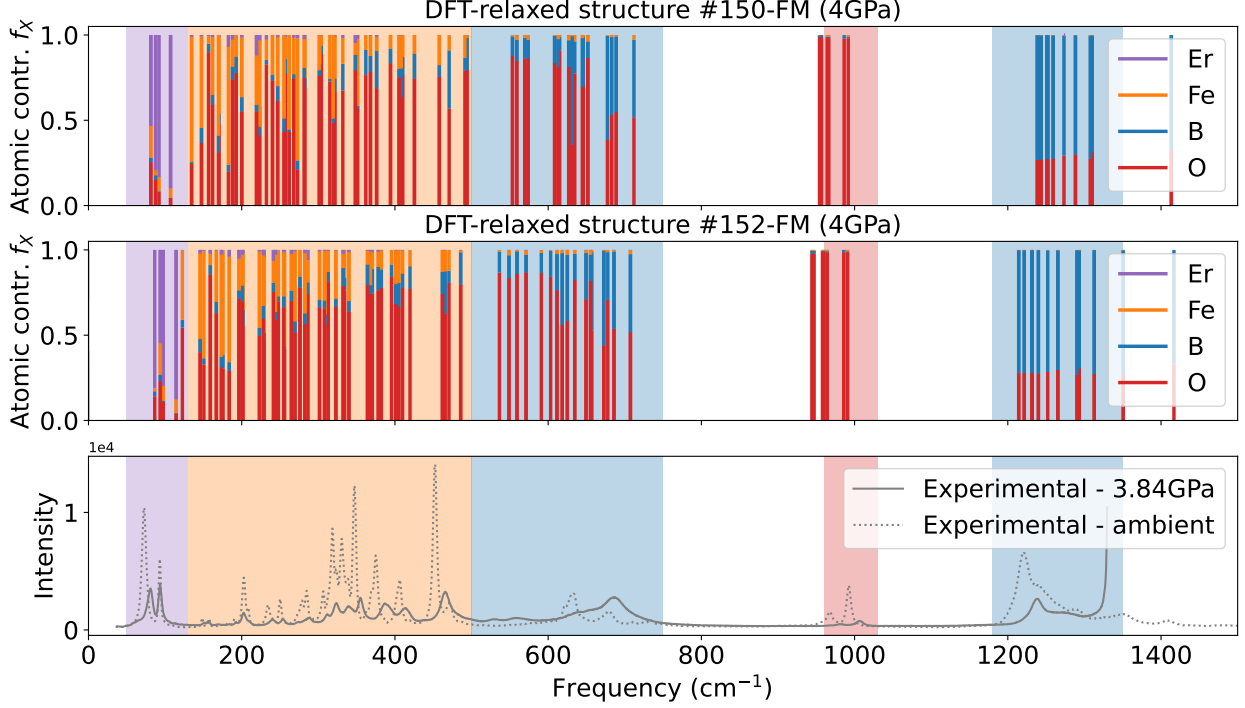 DFT-relaxed structure #150-FM (4GPa)
Atomic contr. fX
1.0
0.5
0.0
Er
Fe
B
O
DFT-relaxed structure #152-FM (4GPa)
Atomic contr. fX
1.0
0.5
0.0
Er
Fe
B
O
1e4
Intensity
1
0
Experimental - 3.84GPa
Experimental - ambient
0 200 400 600 800 1000 1200 1400
Frequency (cm⁻¹)